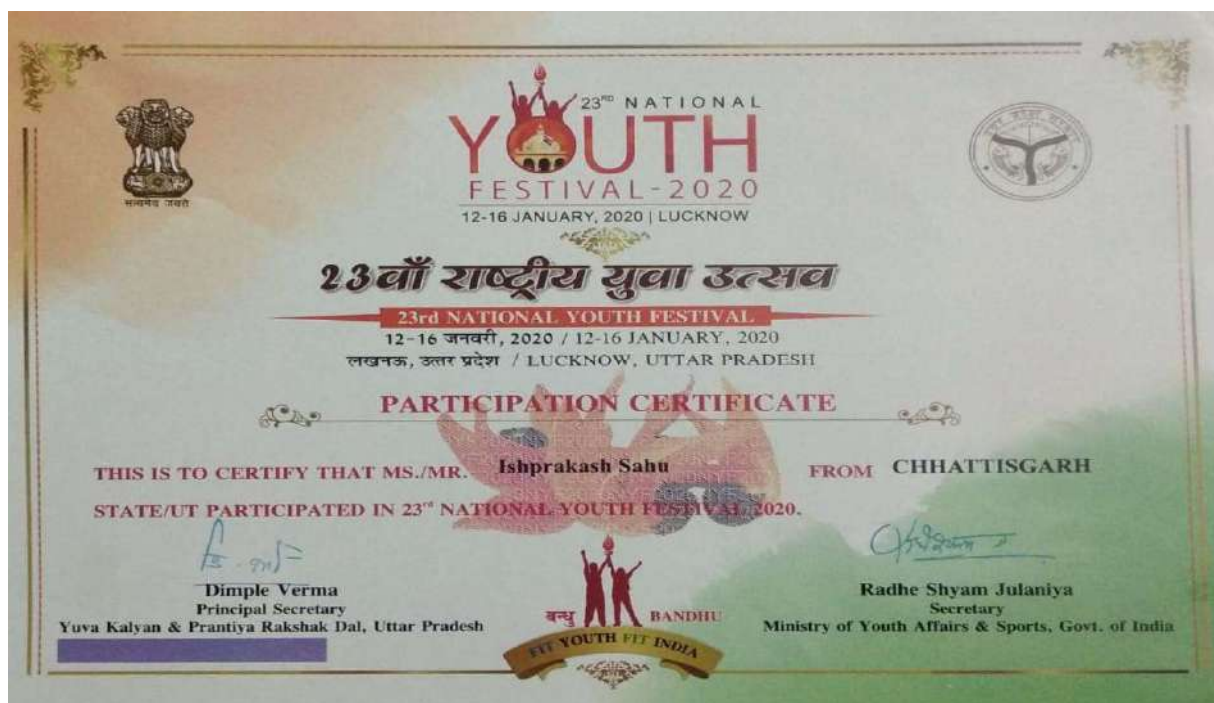 23RD NATIONAL
YOUTH
FESTIVAL-2020
12-16 JANUARY, 2020 | LUCKNOW
सत्यमेव जयते
23वाँ राष्ट्रीय युवा उत्सव
23rd NATIONAL YOUTH FESTIVAL
12-16 जनवरी, 2020 / 12-16 JANUARY, 2020
लखनऊ, उत्तर प्रदेश / LUCKNOW, UTTAR PRADESH
PARTICIPATION CERTIFICATE
THIS IS TO CERTIFY THAT MS./MR. Ishprakash Sahu FROM CHHATTISGARH
STATE/UT PARTICIPATED IN 23rd NATIONAL YOUTH FESTIVAL 2020.
Dimple Verma
Principal Secretary
Yuva Kalyan & Prantiya Rakshak Dal, Uttar Pradesh
बन्धु BANDHU
FIT YOUTH FIT INDIA
Radhe Shyam Julaniya
Secretary
Ministry of Youth Affairs & Sports, Govt. of India